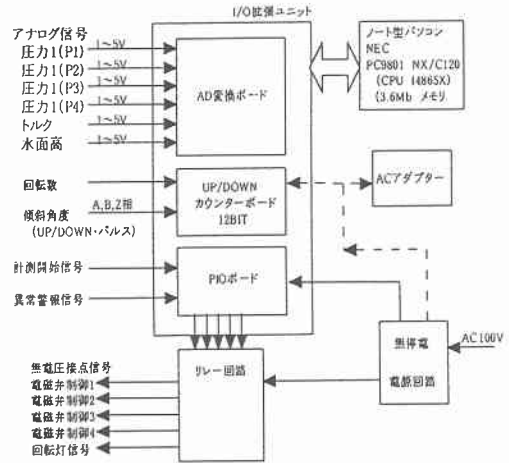 I/O拡張ユニット
アナログ信号
圧力1(P1) 1～5V
圧力1(P2) 1～5V
圧力1(P3) 1～5V
圧力1(P4) 1～5V
トルク 1～5V
水面高 1～5V
AD変換ボード
ノート型パソコン
NEC
PC9801 NX/C120
(CPU I486SX)
(3.6Mb メモリ
回転数
傾斜角度 A,B,Z相
(UP/DOWN・パルス)
UP/DOWN
カウンターボード
12BIT
ACアダプター
計測開始信号
異常警報信号
PIOボード
無停電
電源回路
AC100V
リレー回路
無電圧接点信号
電磁弁制御1
電磁弁制御2
電磁弁制御3
電磁弁制御4
回転灯信号